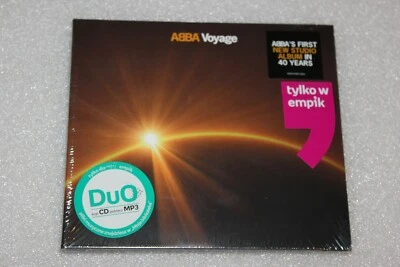 ABBA Voyage
ABBA'S FIRST
NEW STUDIO
ALBUM IN
40 YEARS
tylko w
empik
DuO
CD
MP3